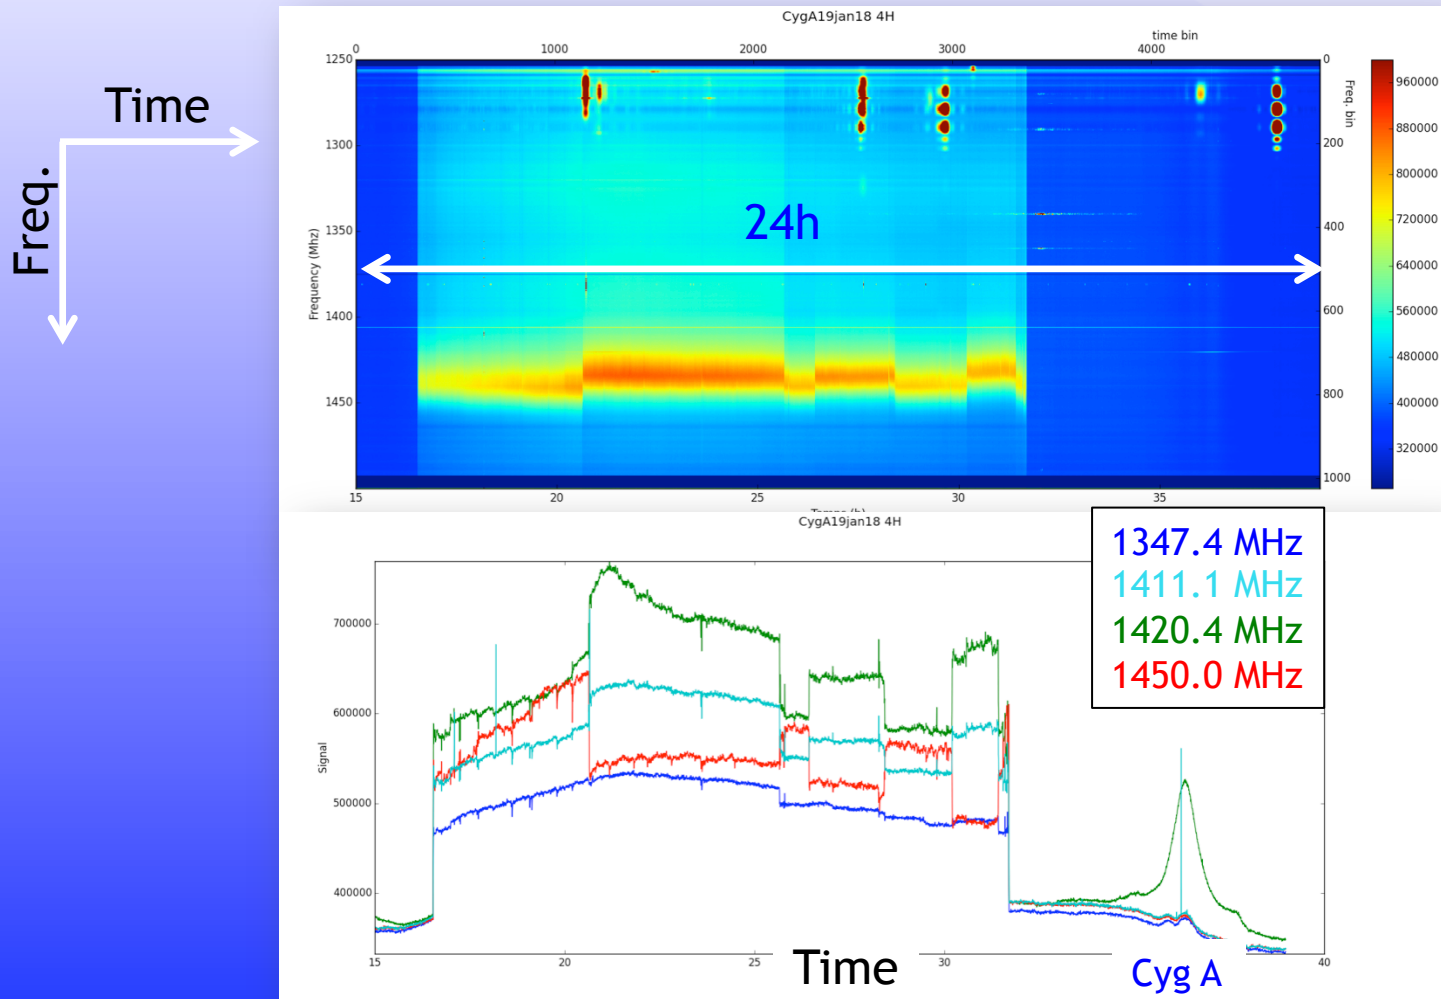 CygA19jan18 4H
time bin
0 1000 2000 3000 4000
Time
Freq.
1250
1300
1350
1400
1450
Frequency (Mhz)
24h
0
200
400
600
800
1000
Freq. bin
960000
880000
800000
720000
640000
560000
480000
400000
320000
15 20 25 30 35
CygA19jan18 4H
1347.4 MHz
1411.1 MHz
1420.4 MHz
1450.0 MHz
700000
600000
500000
400000
Signal
15 20 25 30 40
Time
Cyg A